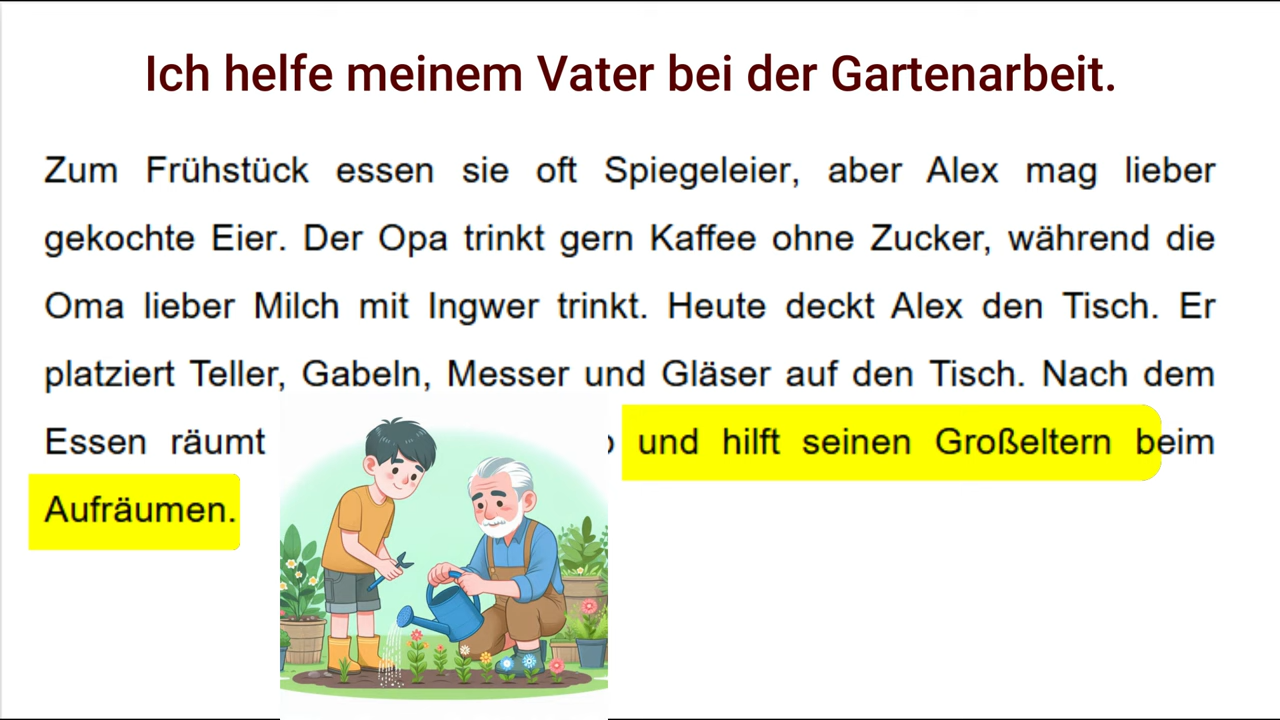 Ich helfe meinem Vater bei der Gartenarbeit.
Zum Frühstück essen sie oft Spiegeleier, aber Alex mag lieber
gekochte Eier. Der Opa trinkt gern Kaffee ohne Zucker, während die
Oma lieber Milch mit Ingwer trinkt. Heute deckt Alex den Tisch. Er
platziert Teller, Gabeln, Messer und Gläser auf den Tisch. Nach dem
Essen räumt und hilft seinen Großeltern beim
Aufräumen.